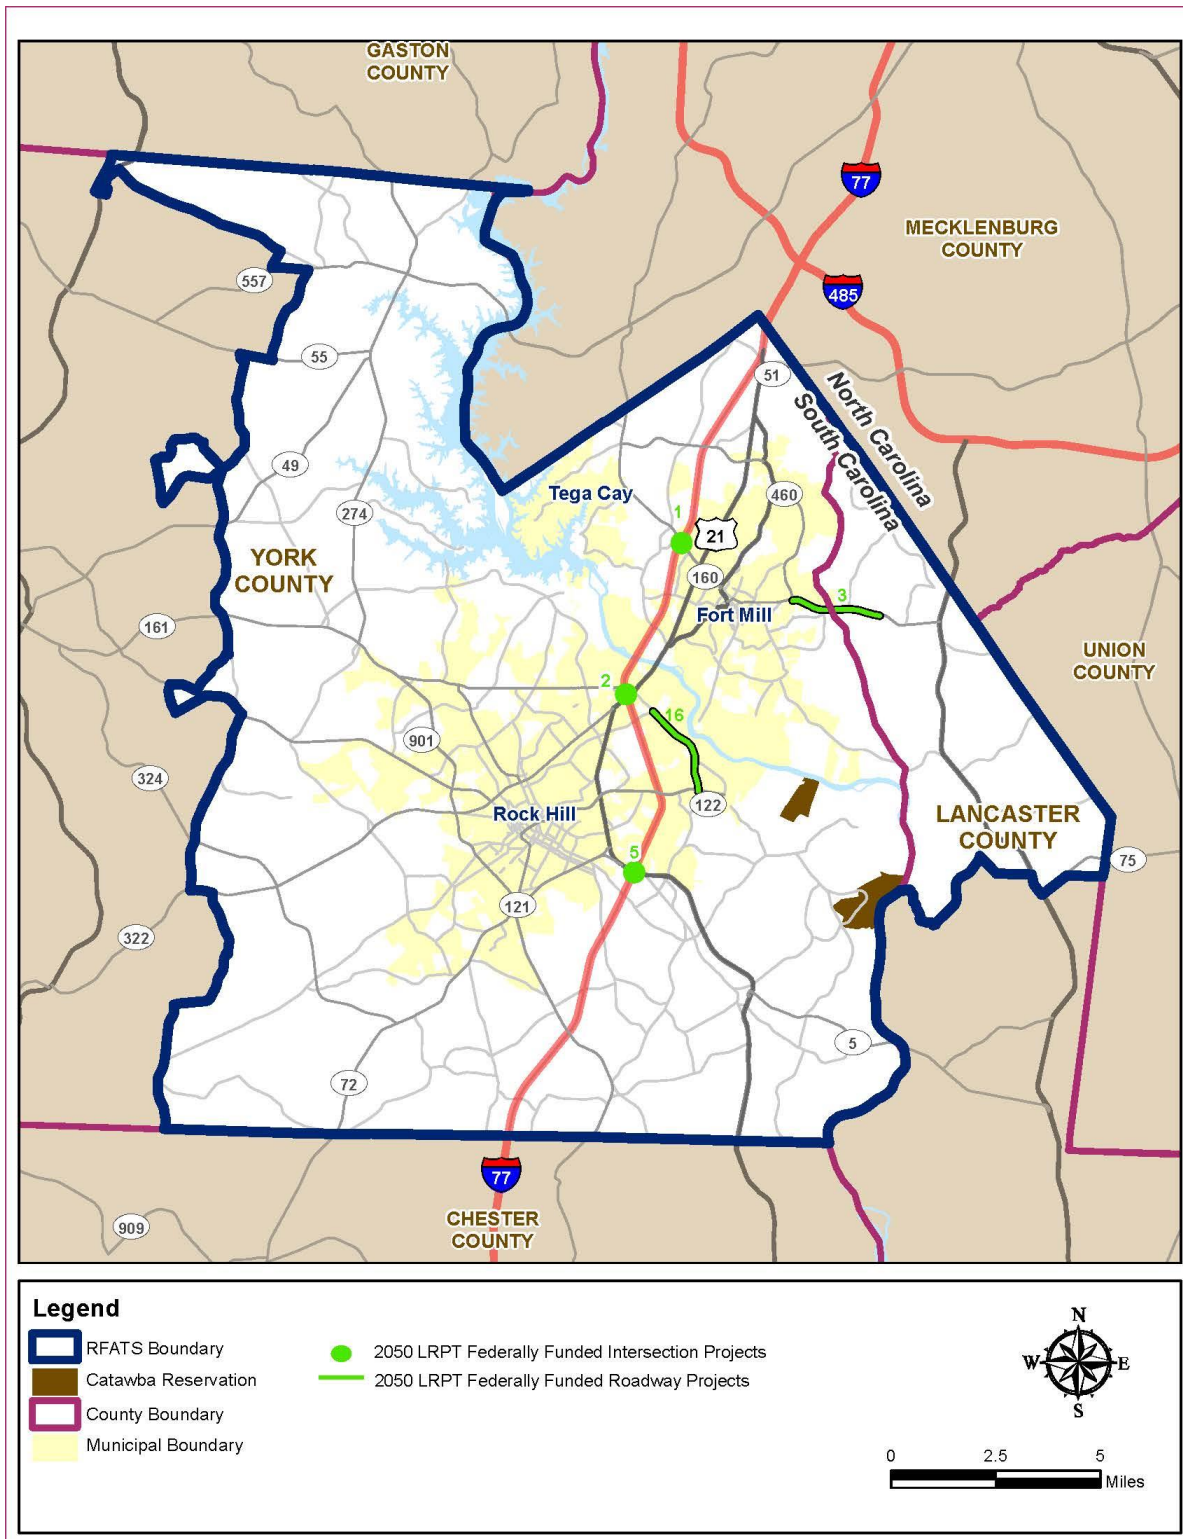 GASTON
COUNTY
77
MECKLENBURG
COUNTY
485
557
55
51
North Carolina
South Carolina
49
Tega Cay
460
274
1
21
YORK
COUNTY
160
3
Fort Mill
161
UNION
COUNTY
2
16
901
324
122
Rock Hill
LANCASTER
COUNTY
5
75
121
322
5
72
77
CHESTER
COUNTY
909
Legend
RFATS Boundary
Catawba Reservation
County Boundary
Municipal Boundary
2050 LRPT Federally Funded Intersection Projects
2050 LRPT Federally Funded Roadway Projects
N
W
E
S
0 2.5 5
Miles